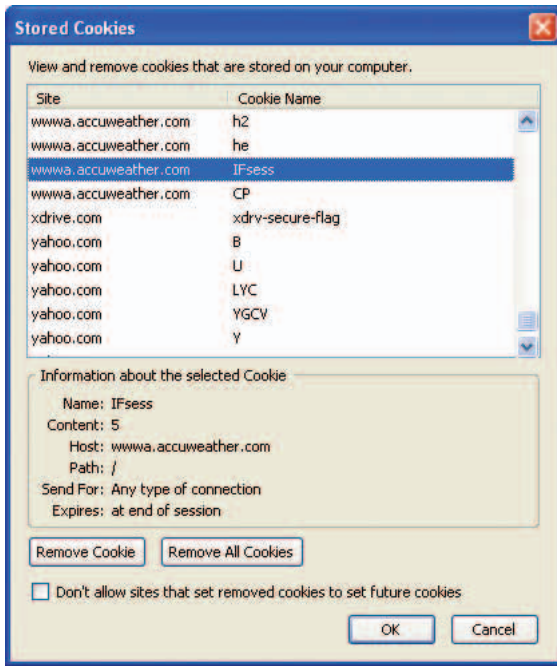 Stored Cookies
View and remove cookies that are stored on your computer.
Site Cookie Name
wwwa.accuweather.com h2
wwwa.accuweather.com he
wwwa.accuweather.com IFsess
wwwa.accuweather.com CP
xdrive.com xdrv-secure-flag
yahoo.com B
yahoo.com U
yahoo.com LYC
yahoo.com YGCV
yahoo.com Y
Information about the selected Cookie
Name: IFsess
Content: 5
Host: wwwa.accuweather.com
Path: /
Send For: Any type of connection
Expires: at end of session
Remove Cookie Remove All Cookies
Don't allow sites that set removed cookies to set future cookies
OK Cancel